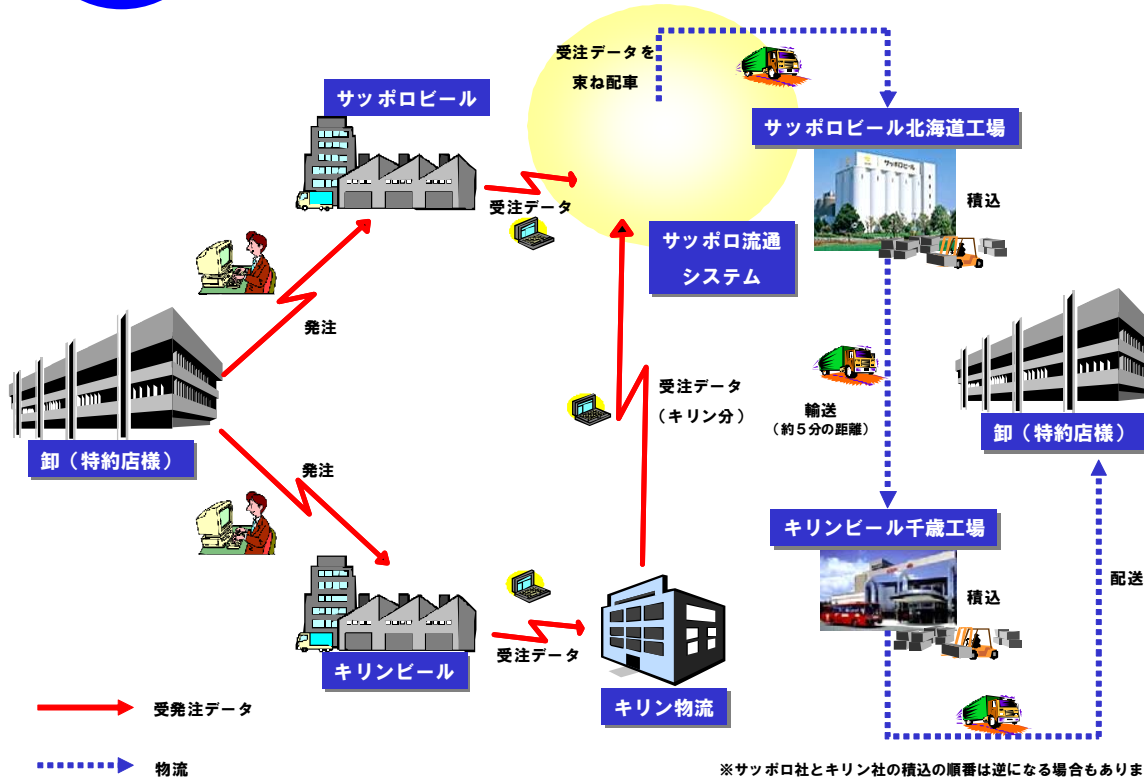 受注データを
束ね配車
サッポロビール
サッポロビール北海道工場
サッポロビール
積込
受注データ
サッポロ流通
システム
発注
受注データ
（キリン分）
輸送
（約５分の距離）
卸（特約店様）
卸（特約店様）
発注
キリンビール千歳工場
積込
配送
受注データ
キリンビール
キリン物流
受発注データ
物流
※サッポロ社とキリン社の積込の順番は逆になる場合もありま